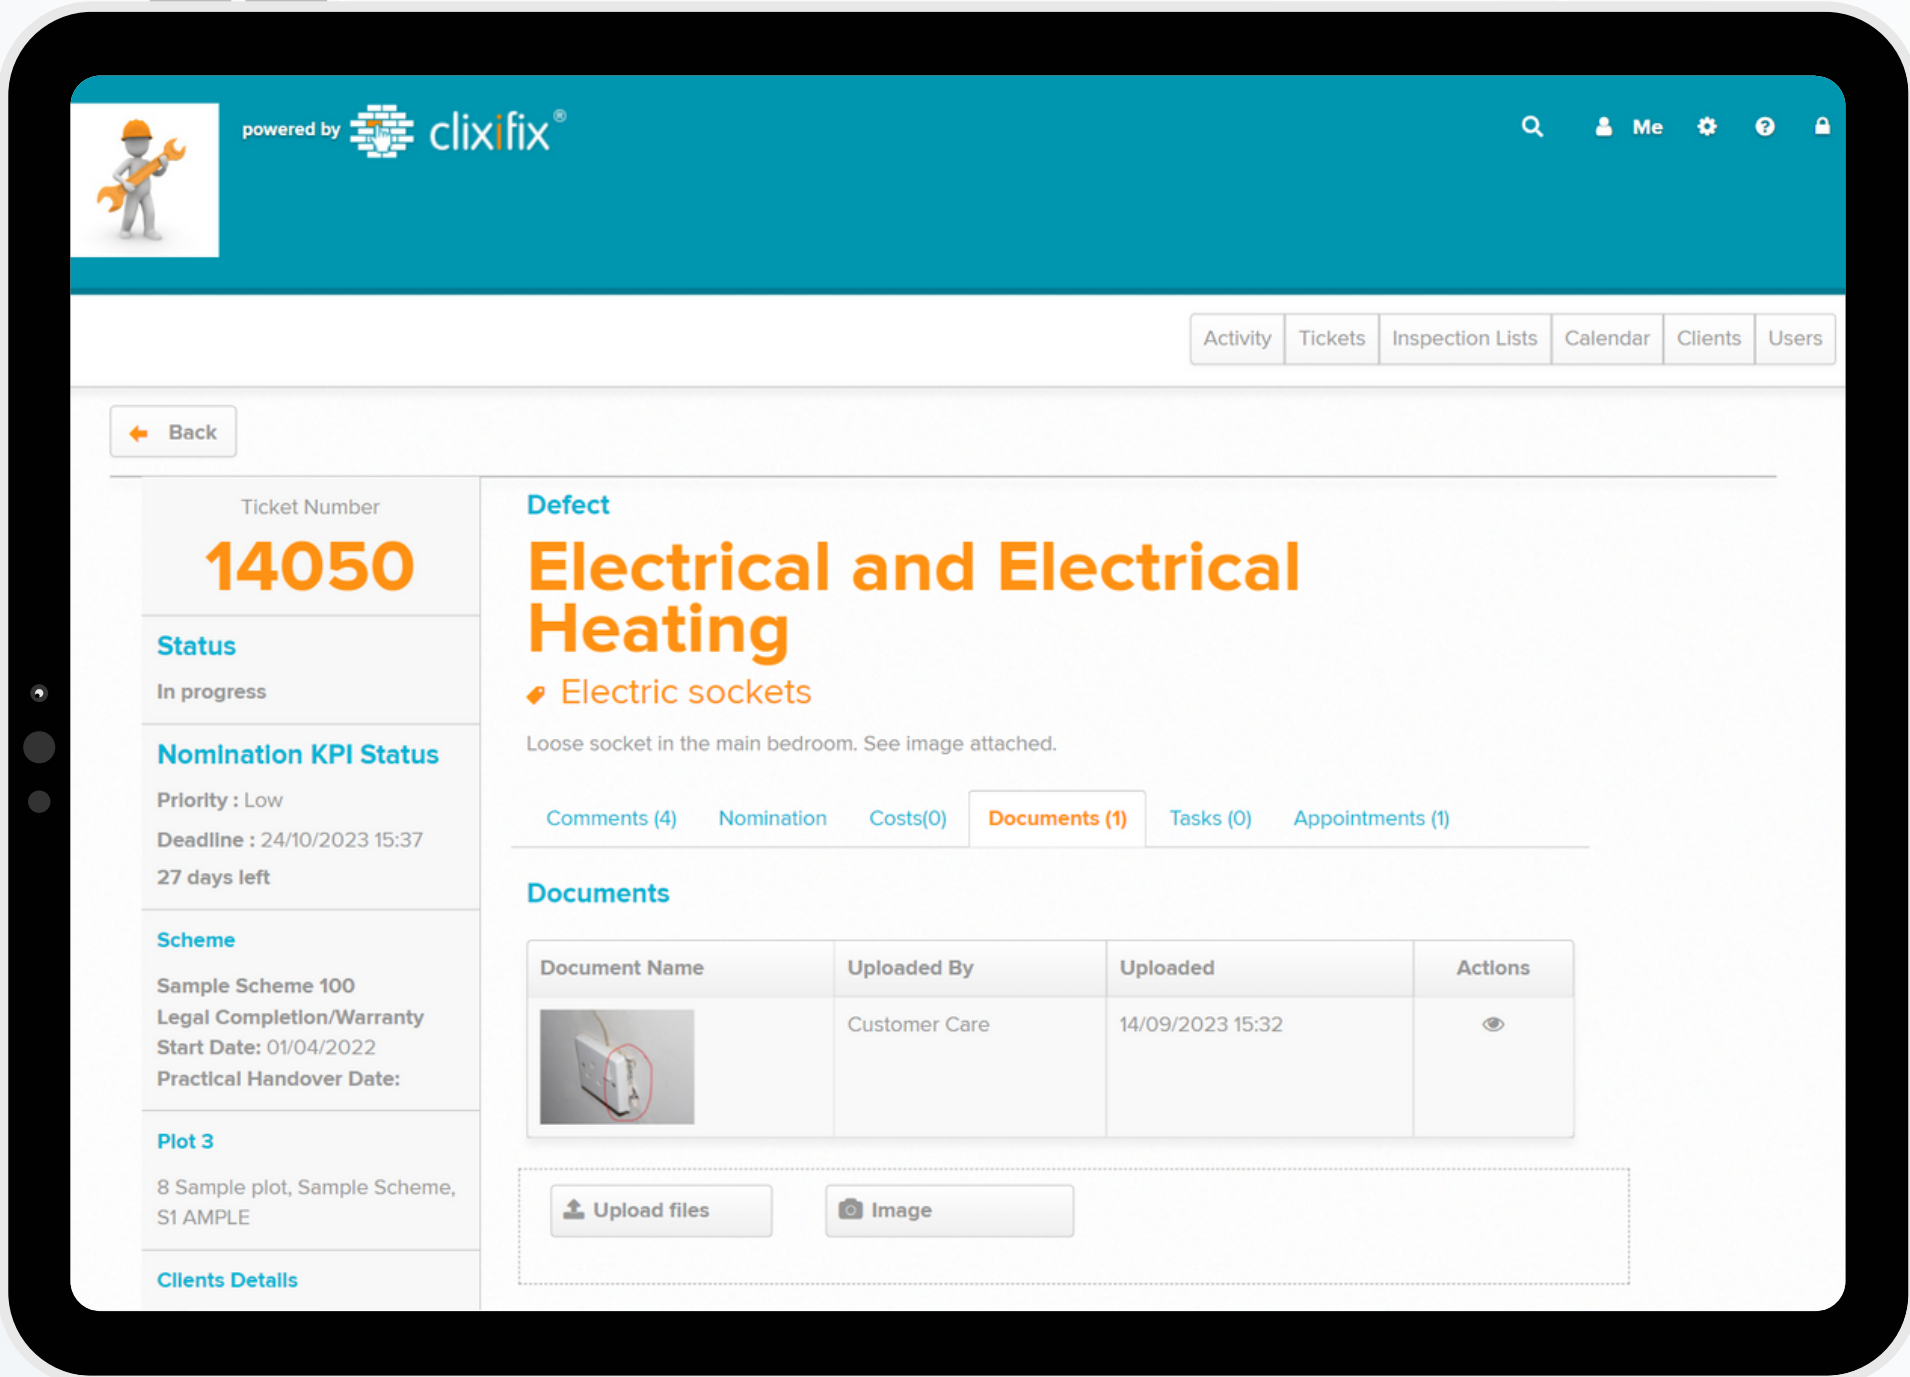 powered by clixifix®
Me
Activity Tickets Inspection Lists Calendar Clients Users
Back
Ticket Number
14050
Status
In progress
Nomination KPI Status
Priority : Low
Deadline : 24/10/2023 15:37
27 days left
Scheme
Sample Scheme 100
Legal Completion/Warranty
Start Date: 01/04/2022
Practical Handover Date:
Plot 3
8 Sample plot, Sample Scheme,
S1 AMPLE
Clients Details
Defect
Electrical and Electrical
Heating
Electric sockets
Loose socket in the main bedroom. See image attached.
Comments (4) Nomination Costs(0) Documents (1) Tasks (0) Appointments (1)
Documents
Document Name Uploaded By Uploaded Actions
Customer Care 14/09/2023 15:32
Upload files Image